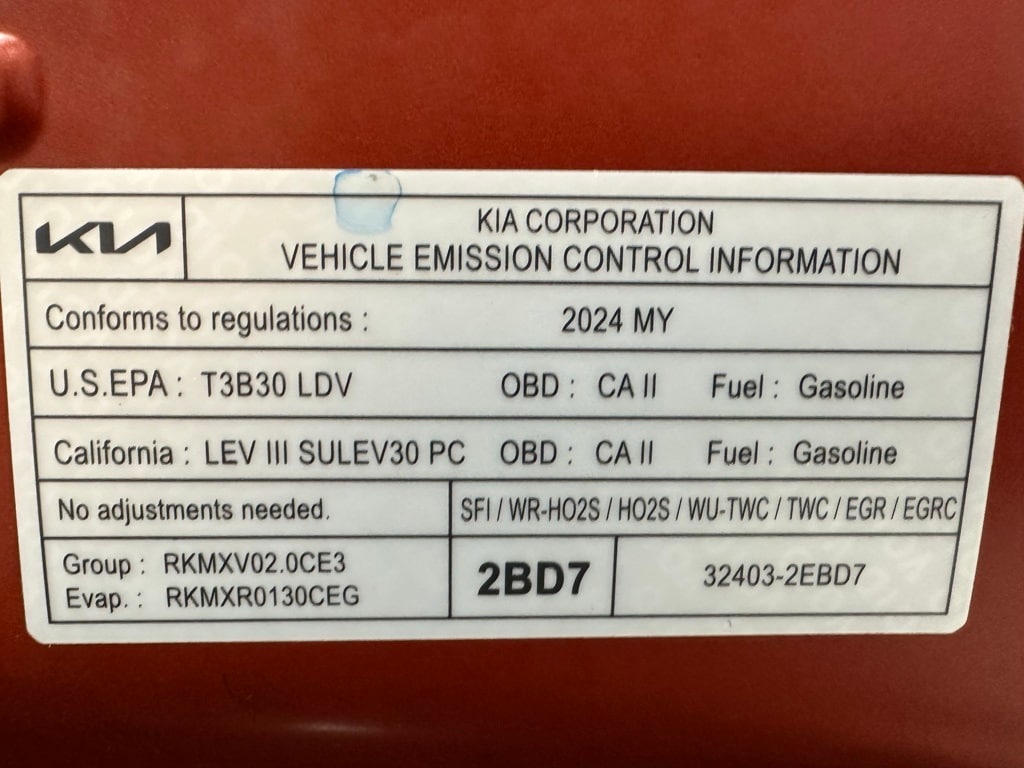 KIA
KIA CORPORATION
VEHICLE EMISSION CONTROL INFORMATION
Conforms to regulations : 2024 MY
U.S.EPA : T3B30 LDV OBD : CA II Fuel : Gasoline
California : LEV III SULEV30 PC OBD : CA II Fuel : Gasoline
No adjustments needed. SFI / WR-HO2S / HO2S / WU-TWC / TWC / EGR / EGRC
Group : RKMXV02.0CE3
Evap. : RKMXR0130CEG
2BD7
32403-2EBD7